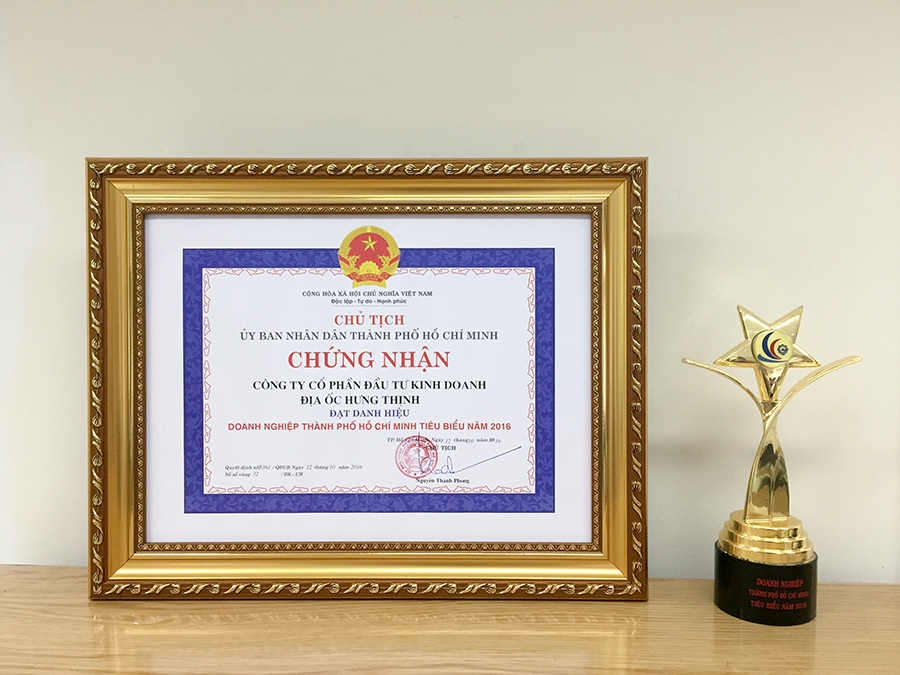 CỘNG HÒA XÃ HỘI CHỦ NGHĨA VIỆT NAM
Độc lập - Tự do - Hạnh phúc
CHỦ TỊCH
ỦY BAN NHÂN DÂN THÀNH PHỐ HỒ CHÍ MINH
CHỨNG NHẬN
CÔNG TY CỔ PHẦN ĐẦU TƯ KINH DOANH
ĐỊA ỐC HƯNG THỊNH
ĐẠT DANH HIỆU
DOANH NGHIỆP THÀNH PHỐ HỒ CHÍ MINH TIÊU BIỂU NĂM 2016
TP. Hồ Chí Minh, Ngày 12 tháng 10 năm 2016
CHỦ TỊCH
Quyết định số 5361 / QĐUB Ngày 12 tháng 10 năm 2016
Số sổ vàng 32 / BK - UB
Nguyễn Thành Phong
DOANH NGHIỆP
THÀNH PHỐ HỒ CHÍ MINH
TIÊU BIỂU NĂM 2016